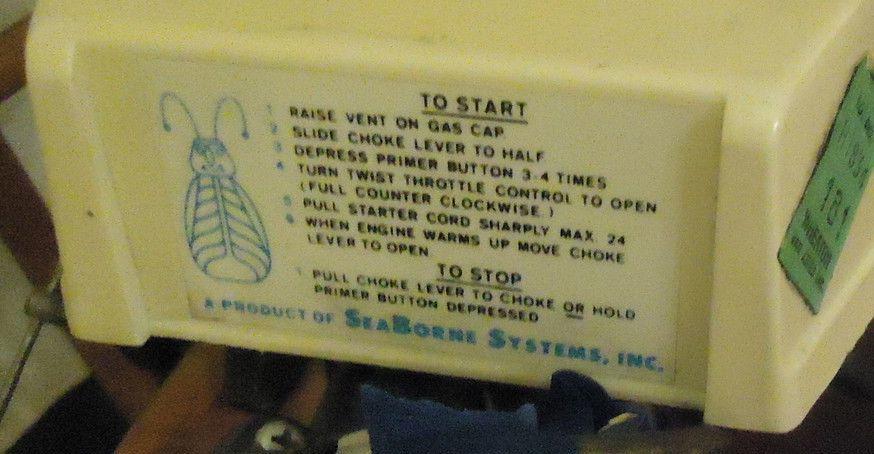 TO START
1. RAISE VENT ON GAS CAP
2. SLIDE CHOKE LEVER TO HALF
3. DEPRESS PRIMER BUTTON 3-4 TIMES
4. TURN TWIST THROTTLE CONTROL TO OPEN
(FULL COUNTER CLOCKWISE.)
5. PULL STARTER CORD SHARPLY MAX. 24
6. WHEN ENGINE WARMS UP MOVE CHOKE
LEVER TO OPEN
TO STOP
1. PULL CHOKE LEVER TO CHOKE OR HOLD
PRIMER BUTTON DEPRESSED
A PRODUCT OF SEABORNE SYSTEMS, INC.
181